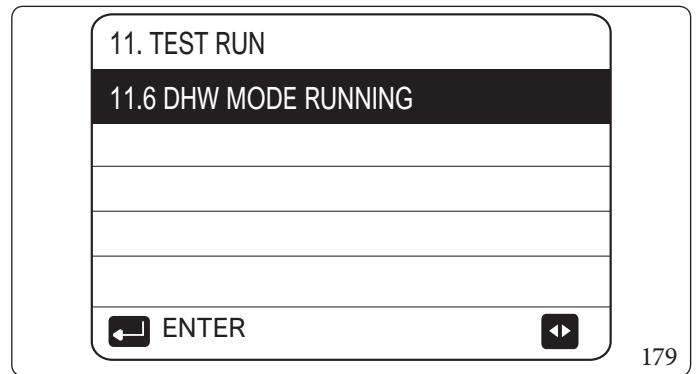 11. TEST RUN
11.6 DHW MODE RUNNING
ENTER
179